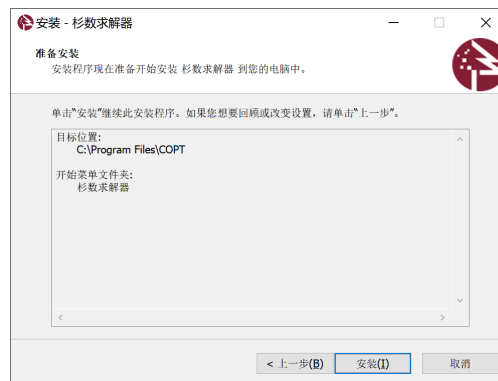 安装 - 杉数求解器
准备安装
安装程序现在准备开始安装 杉数求解器 到您的电脑中。
单击“安装”继续此安装程序。如果您想要回顾或改变设置，请单击“上一步”。
目标位置:
C:\Program Files\COPT
开始菜单文件夹:
杉数求解器
< 上一步(B)
安装(I)
取消